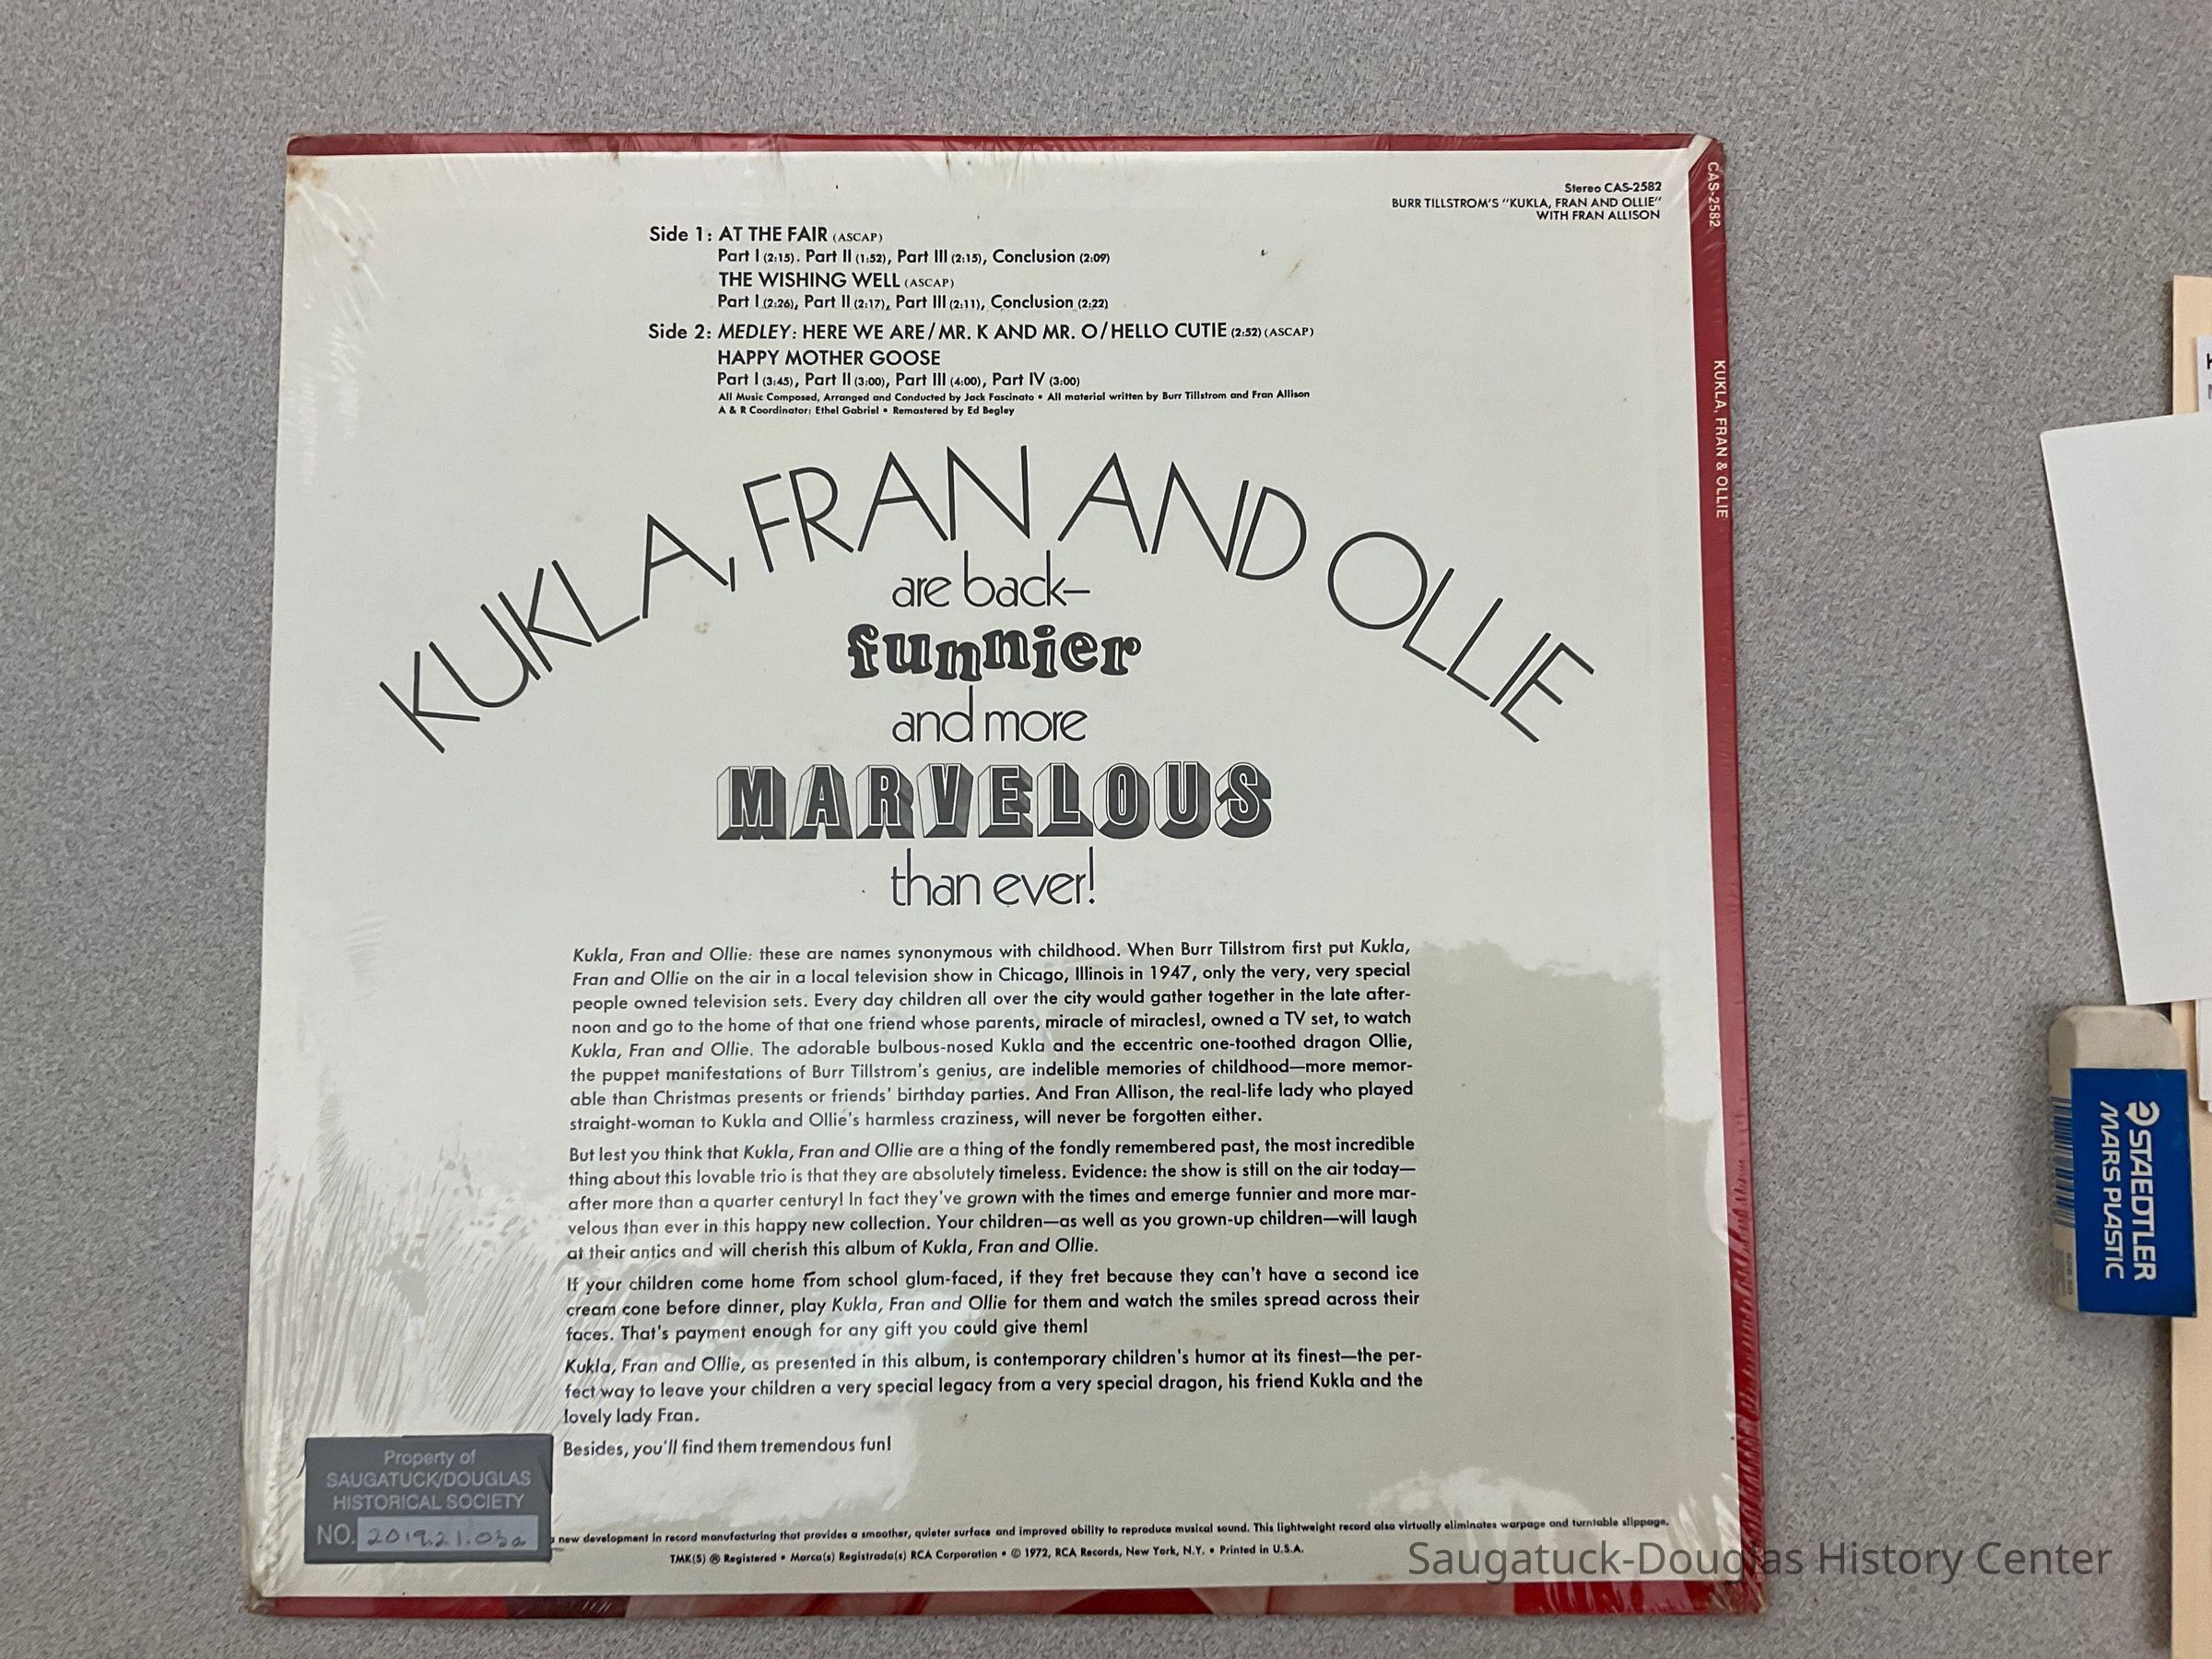 Stereo CAS-2582
BURR TILLSTROM'S "KUKLA, FRAN AND OLLIE"
WITH FRAN ALLISON
Side 1: AT THE FAIR (ASCAP)
Part I (2:15). Part II (1:52), Part III (2:15), Conclusion (2:09)
THE WISHING WELL (ASCAP)
Part I (2:26), Part II (2:17), Part III (2:11), Conclusion (2:22)
Side 2: MEDLEY: HERE WE ARE/MR. K AND MR. O/HELLO CUTIE (2:52) (ASCAP)
HAPPY MOTHER GOOSE
Part I (3:45), Part II (3:00), Part III (4:00), Part IV (3:00)
All Music Composed, Arranged and Conducted by Jack Fascinato • All material written by Burr Tillstrom and Fran Allison
A & R Coordinator: Ethel Gabriel • Remastered by Ed Begley
KUKLA, FRAN AND OLLIE
are back–
funnier
and more
MARVELOUS
than ever!
Kukla, Fran and Ollie: these are names synonymous with childhood. When Burr Tillstrom first put Kukla,
Fran and Ollie on the air in a local television show in Chicago, Illinois in 1947, only the very, very special
people owned television sets. Every day children all over the city would gather together in the late after-
noon and go to the home of that one friend whose parents, miracle of miracles!, owned a TV set, to watch
Kukla, Fran and Ollie. The adorable bulbous-nosed Kukla and the eccentric one-toothed dragon Ollie,
the puppet manifestations of Burr Tillstrom's genius, are indelible memories of childhood—more memor-
able than Christmas presents or friends' birthday parties. And Fran Allison, the real-life lady who played
straight-woman to Kukla and Ollie's harmless craziness, will never be forgotten either.
But lest you think that Kukla, Fran and Ollie are a thing of the fondly remembered past, the most incredible
thing about this lovable trio is that they are absolutely timeless. Evidence: the show is still on the air today—
after more than a quarter century! In fact they've grown with the times and emerge funnier and more mar-
velous than ever in this happy new collection. Your children—as well as you grown-up children—will laugh
at their antics and will cherish this album of Kukla, Fran and Ollie.
If your children come home from school glum-faced, if they fret because they can't have a second ice
cream cone before dinner, play Kukla, Fran and Ollie for them and watch the smiles spread across their
faces. That's payment enough for any gift you could give them!
Kukla, Fran and Ollie, as presented in this album, is contemporary children's humor at its finest—the per-
fect way to leave your children a very special legacy from a very special dragon, his friend Kukla and the
lovely lady Fran.
Besides, you'll find them tremendous fun!
Property of
SAUGATUCK/DOUGLAS
HISTORICAL SOCIETY
NO. 2019.21.03a
a new development in record manufacturing that provides a smoother, quieter surface and improved ability to reproduce musical sound. This lightweight record also virtually eliminates warpage and turntable slippage.
TMK(S) ® Registered • Marca(s) Registrada(s) RCA Corporation • © 1972, RCA Records, New York, N.Y. • Printed in U.S.A.
CAS-2582
KUKLA, FRAN & OLLIE
STAEDTLER
MARS PLASTIC
Saugatuck-Douglas History Center